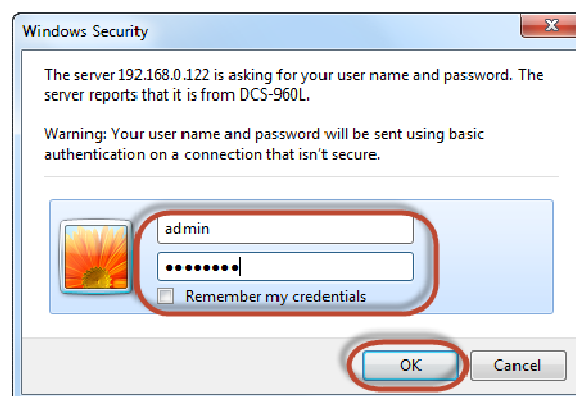 Windows Security
The server 192.168.0.122 is asking for your user name and password. The
server reports that it is from DCS-960L.
Warning: Your user name and password will be sent using basic
authentication on a connection that isn't secure.
admin
••••••••
Remember my credentials
OK
Cancel